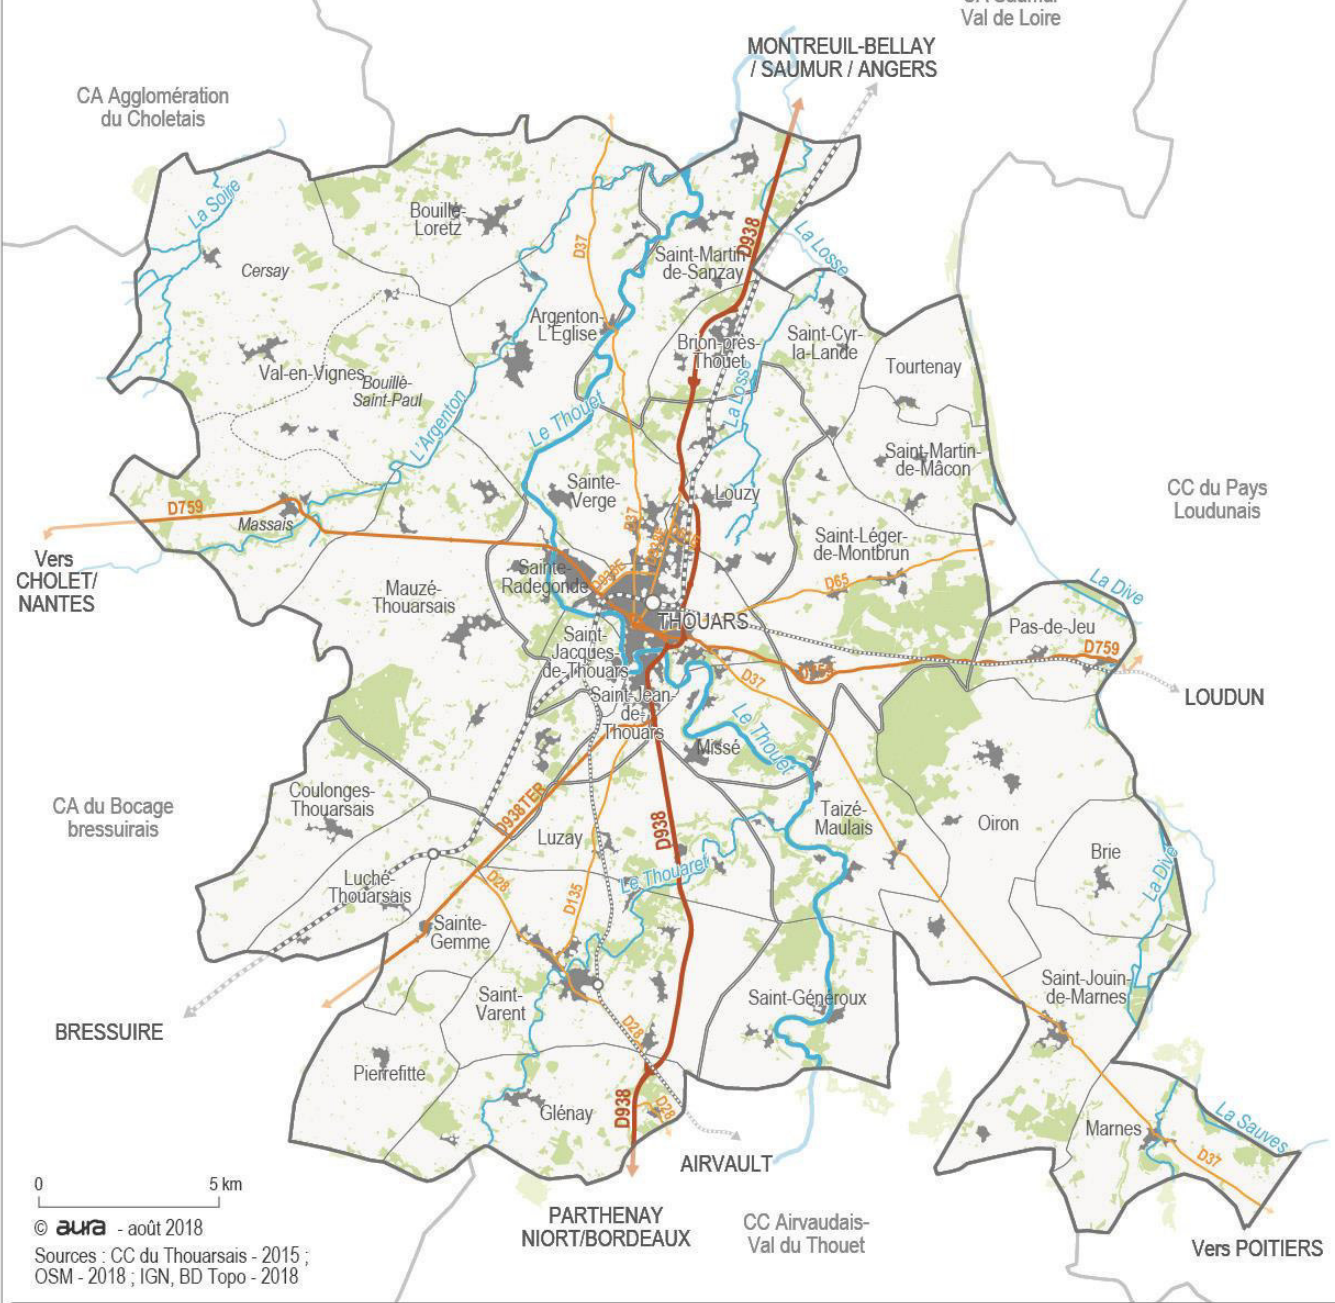 CA Saumur
Val de Loire
MONTREUIL-BELLAY
/ SAUMUR / ANGERS
CA Agglomération
du Choletais
La Soire
Bouillé-
Loretz
D37
D938
Saint-Martin
de-Sanzay
La Losse
Cersay
Argenton-
L'Église
Brion-près-
Thouet
Saint-Cyr-
la-Lande
Tourtenay
Val-en-Vignes
Bouillé-
Saint-Paul
La Losse
Le Thouet
L'Argenton
Saint-Martin-
de-Mâcon
Sainte-
Verge
Louzy
CC du Pays
Loudunais
D759
Massais
D37
Saint-Léger-
de-Montbrun
Vers
CHOLET/
NANTES
Sainte-
Radegonde
D65
La Dive
Mauzé-
Thouarsais
THOUARS
Pas-de-Jeu
Saint-
Jacques-
de-Thouars
D759
D37
LOUDUN
Saint-Jean-
de-
Thouars
Le Thouet
Missé
Coulonges-
Thouarsais
D938TER
CA du Bocage
bressuirais
Luzay
D938
Taizé-
Maulais
Oiron
Brie
Le Thouaret
La Dive
Luché-
Thouarsais
D28
D135
Sainte-
Gemme
Saint-Jouin-
de-Marnes
Saint-
Varent
Saint-Généroux
BRESSUIRE
D28
Pierrefitte
Glénay
D938
D28
Marnes
La Sauves
D37
AIRVAULT
0 5 km
PARTHENAY
NIORT/BORDEAUX
CC Airvaudais-
Val du Thouet
Vers POITIERS
© aura - août 2018
Sources : CC du Thouarsais - 2015 ;
OSM - 2018 ; IGN, BD Topo - 2018